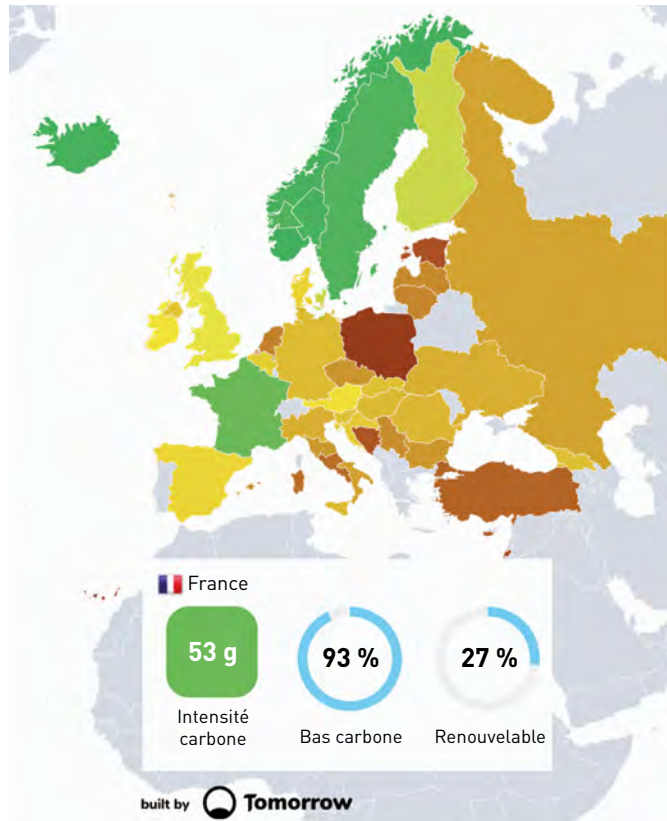 France
53 g
93 %
27 %
Intensité
carbone
Bas carbone
Renouvelable
built by Tomorrow